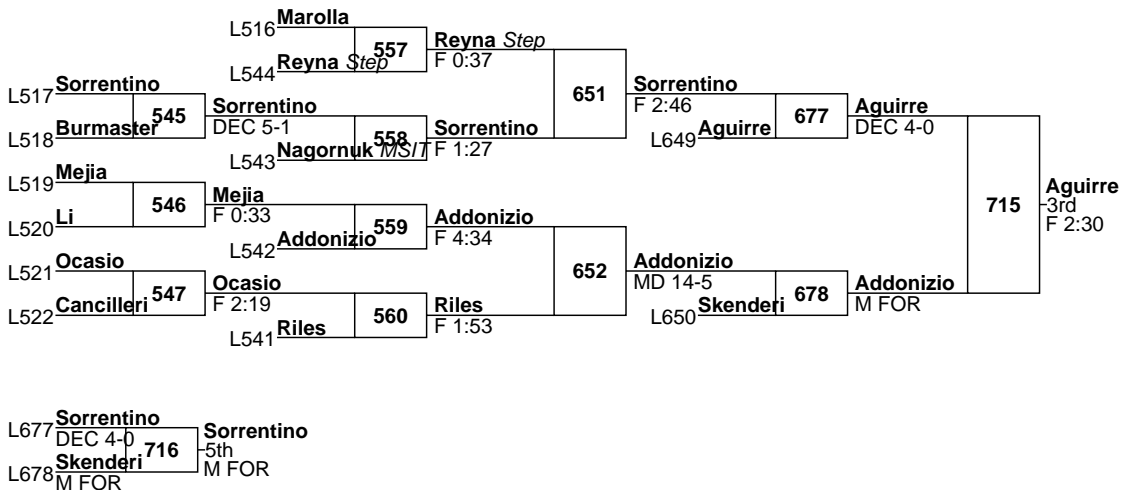 Marolla
L516
557
Reyna Step
F 0:37
Reyna Step
L544
Sorrentino
L517
545
Sorrentino
DEC 5-1
Burmaster
L518
558
Sorrentino
F 1:27
Nagornuk MSIT
L543
651
Sorrentino
F 2:46
677
Aguirre
DEC 4-0
Aguirre
L649
Mejia
L519
546
Mejia
F 0:33
Li
L520
559
Addonizio
F 4:34
Addonizio
L542
715
Aguirre
3rd
F 2:30
Ocasio
L521
547
Ocasio
F 2:19
Cancilleri
L522
560
Riles
F 1:53
Riles
L541
652
Addonizio
MD 14-5
678
Addonizio
M FOR
Skenderi
L650
Sorrentino
L677
DEC 4-0
716
Sorrentino
5th
M FOR
Skenderi
L678
M FOR